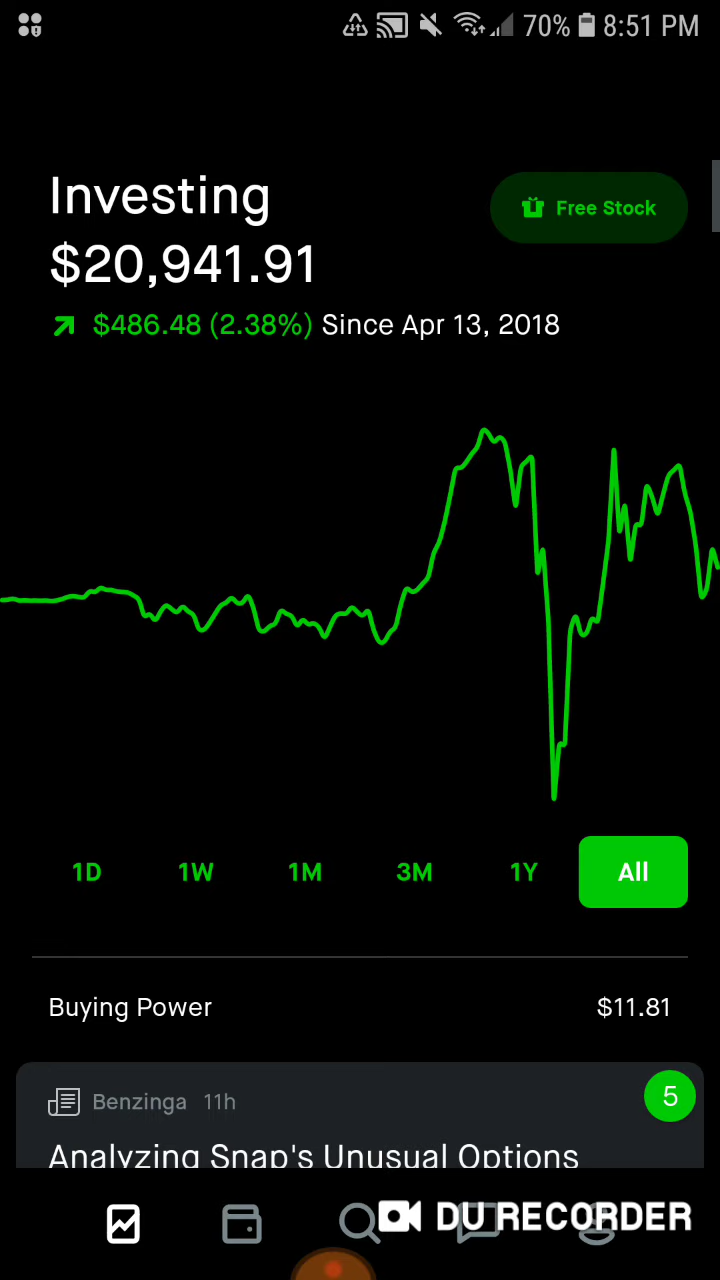 70% 8:51 PM
Investing
Free Stock
$20,941.91
$486.48 (2.38%) Since Apr 13, 2018
1D 1W 1M 3M 1Y All
Buying Power $11.81
Benzinga 11h 5
Analyzing Snap's Unusual Options
DU RECORDER